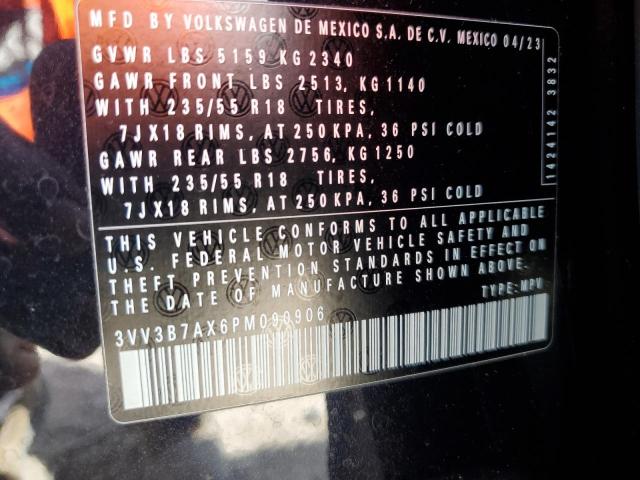 MFD BY VOLKSWAGEN DE MEXICO S.A. DE C.V. MEXICO 04/23
GVWR LBS 5159 KG 2340
GAWR FRONT LBS 2513, KG 1140
WITH 235/55 R18 TIRES,
7JX18 RIMS, AT 250 KPA, 36 PSI COLD
GAWR REAR LBS 2756, KG 1250
WITH 235/55 R18 TIRES,
7JX18 RIMS, AT 250 KPA, 36 PSI COLD
THIS VEHICLE CONFORMS TO ALL APPLICABLE
U.S. FEDERAL MOTOR VEHICLE SAFETY AND
THEFT PREVENTION STANDARDS IN EFFECT ON
THE DATE OF MANUFACTURE SHOWN ABOVE.
3VV3B7AX6PM090906 TYPE: MPV
1424142 3832